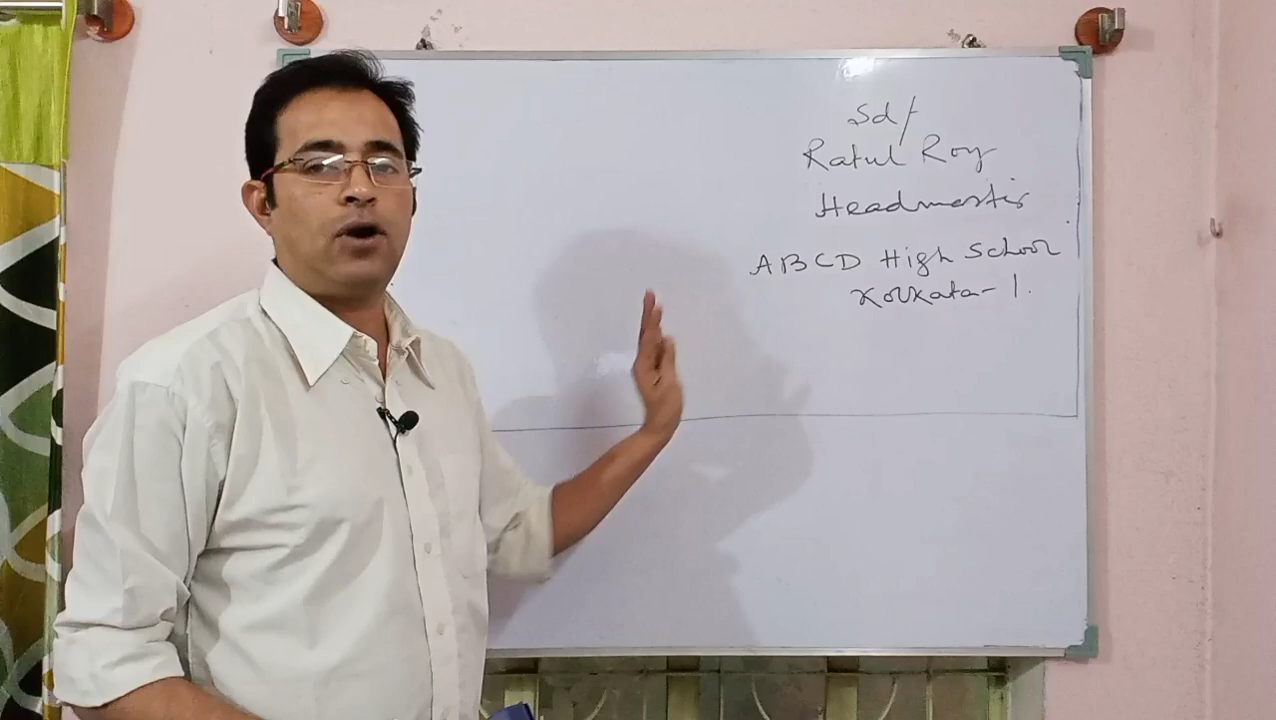 Sd/
Ratul Roy
Headmaster
ABCD High School
Kolkata-1.